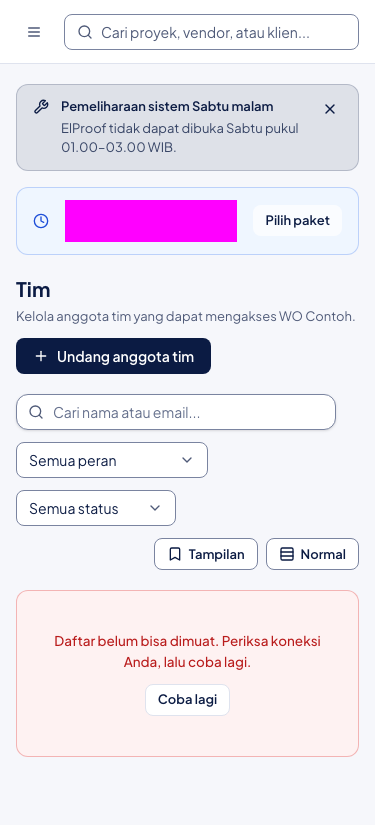 Cari proyek, vendor, atau klien...
Pemeliharaan sistem Sabtu malam
ElProof tidak dapat dibuka Sabtu pukul
01.00–03.00 WIB.
Pilih paket
Tim
Kelola anggota tim yang dapat mengakses WO Contoh.
Undang anggota tim
Cari nama atau email...
Semua peran
Semua status
Tampilan
Normal
Daftar belum bisa dimuat. Periksa koneksi
Anda, lalu coba lagi.
Coba lagi